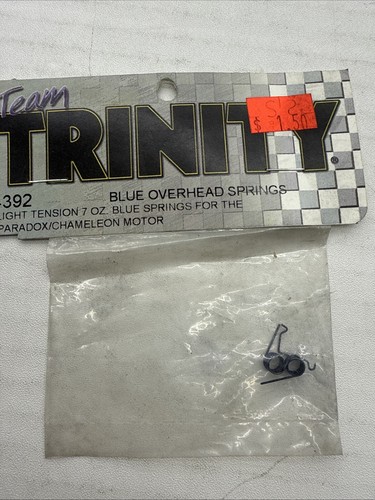 Team
TRINITY
$ 1.50
392 BLUE OVERHEAD SPRINGS
LIGHT TENSION 7 OZ. BLUE SPRINGS FOR THE
PARADOX/CHAMELEON MOTOR